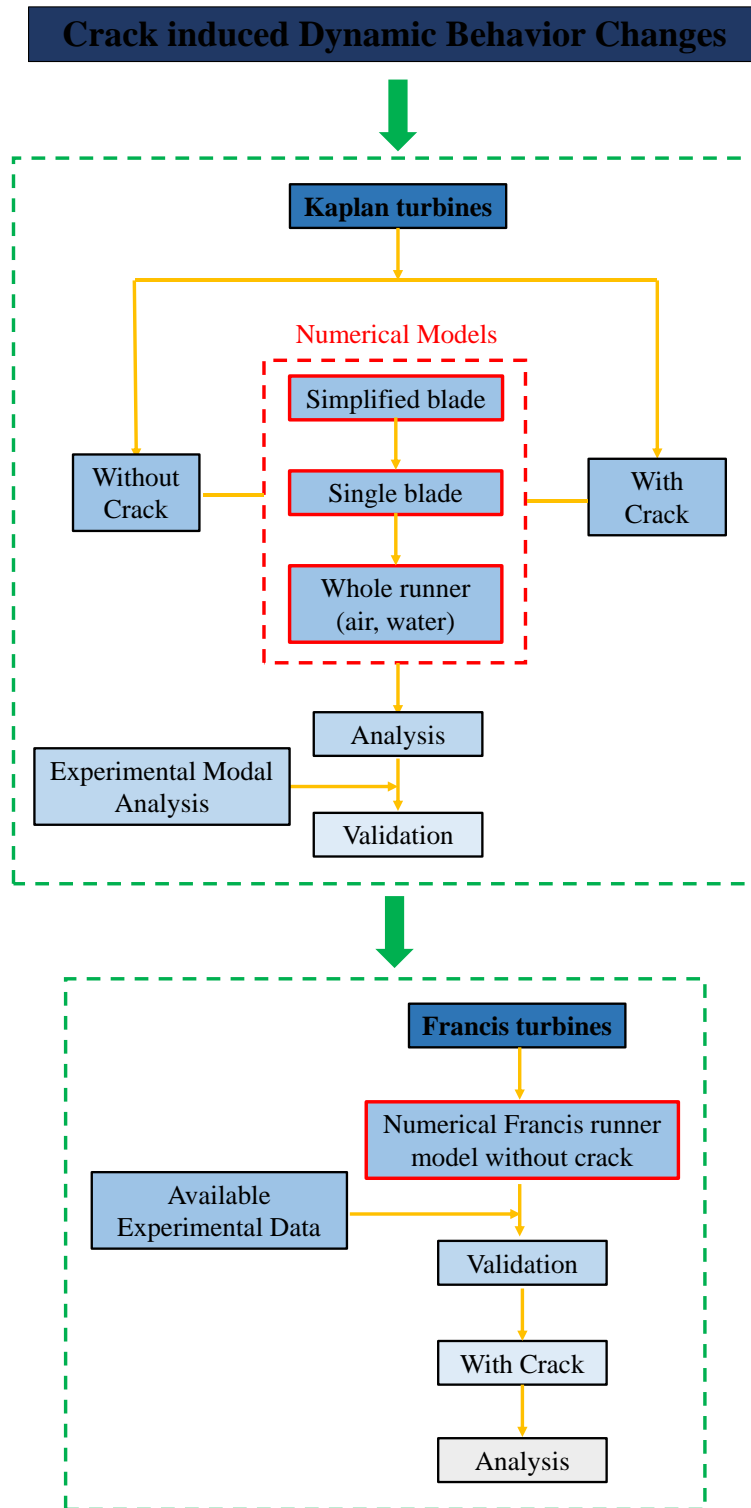 Crack induced Dynamic Behavior Changes
Kaplan turbines
Numerical Models
Simplified blade
Without
Crack
Single blade
With
Crack
Whole runner
(air, water)
Analysis
Experimental Modal
Analysis
Validation
Francis turbines
Numerical Francis runner
model without crack
Available
Experimental Data
Validation
With Crack
Analysis